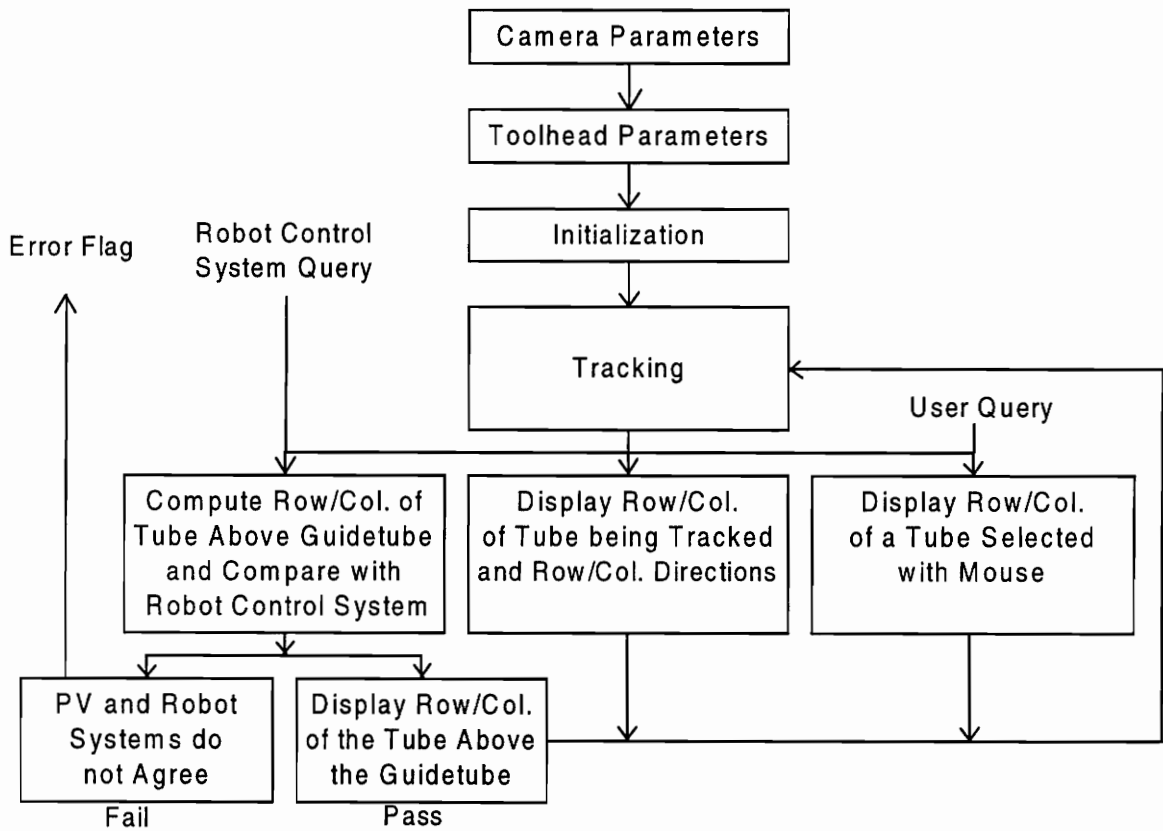 Camera Parameters
Toolhead Parameters
Initialization
Error Flag
Robot Control
System Query
Tracking
User Query
Compute Row/Col. of
Tube Above Guidetube
and Compare with
Robot Control System
Display Row/Col.
of Tube being Tracked
and Row/Col. Directions
Display Row/Col.
of a Tube Selected
with Mouse
PV and Robot
Systems do
not Agree
Fail
Display Row/Col.
of the Tube Above
the Guidetube
Pass